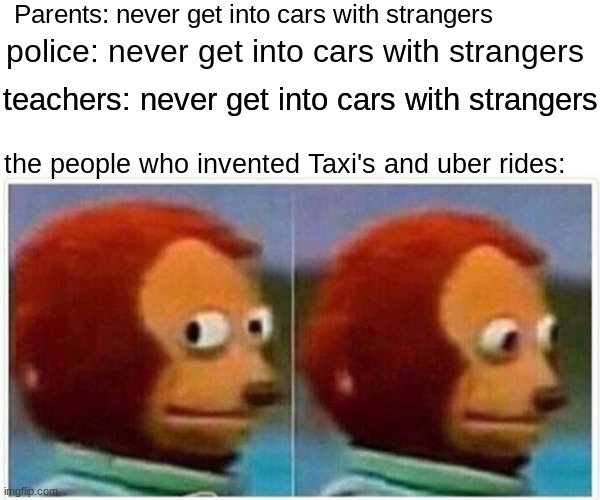 Parents: never get into cars with strangers
police: never get into cars with strangers
teachers: never get into cars with strangers
the people who invented Taxi's and uber rides:
imgflip.com